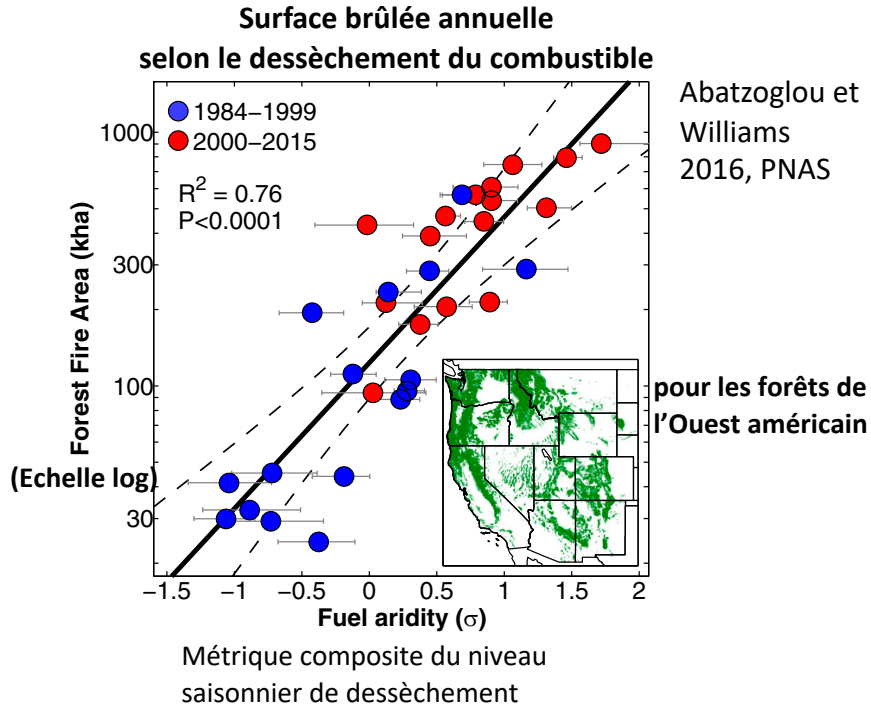 Surface brûlée annuelle
selon le dessèchement du combustible
1984−1999
2000−2015
R2 = 0.76
P<0.0001
Abatzoglou et
Williams
2016, PNAS
Forest Fire Area (kha)
1000
300
100
30
(Echelle log)
pour les forêts de
l'Ouest américain
−1.5 −1 −0.5 0 0.5 1 1.5 2
Fuel aridity (σ)
Métrique composite du niveau
saisonnier de dessèchement